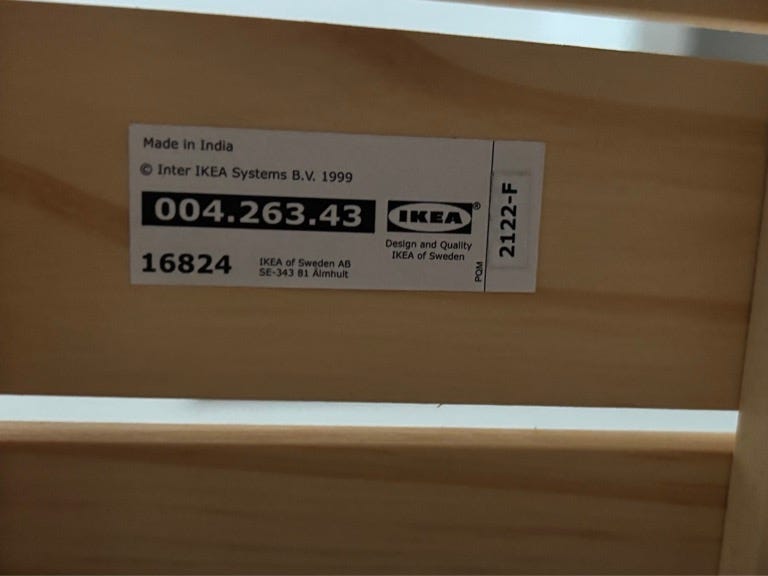 Made in India
© Inter IKEA Systems B.V. 1999
004.263.43
IKEA®
Design and Quality
IKEA of Sweden
16824
IKEA of Sweden AB
SE-343 81 Älmhult
PQM
2122-F